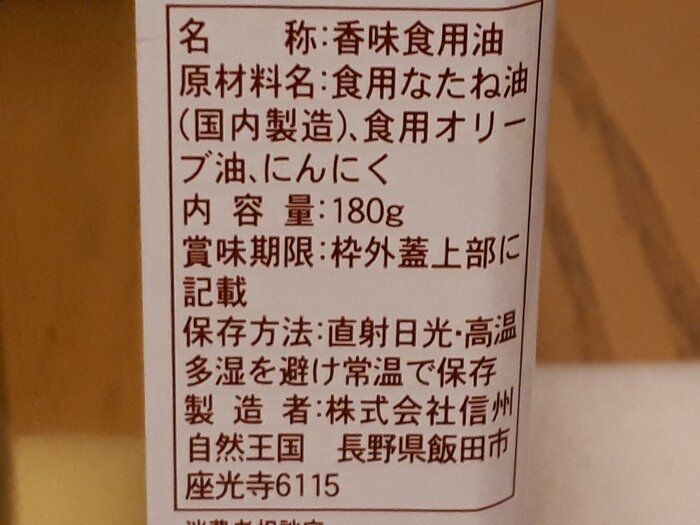 名　　称:香味食用油
原材料名:食用なたね油
(国内製造)、食用オリー
ブ油、にんにく
内 容 量:180g
賞味期限:枠外蓋上部に
記載
保存方法:直射日光・高温
多湿を避け常温で保存
製 造 者:株式会社信州
自然王国　長野県飯田市
座光寺6115